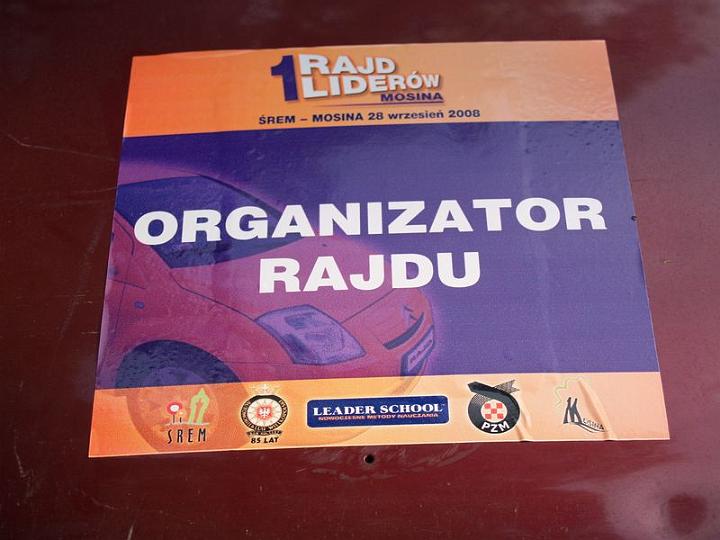 1 RAJD
LIDERÓW
MOSINA
ŚREM – MOSINA 28 wrzesień 2008
ORGANIZATOR
RAJDU
ŚREM
85 LAT
LEADER SCHOOL
NOWOCZESNE METODY NAUCZANIA
PZM
MOSINA